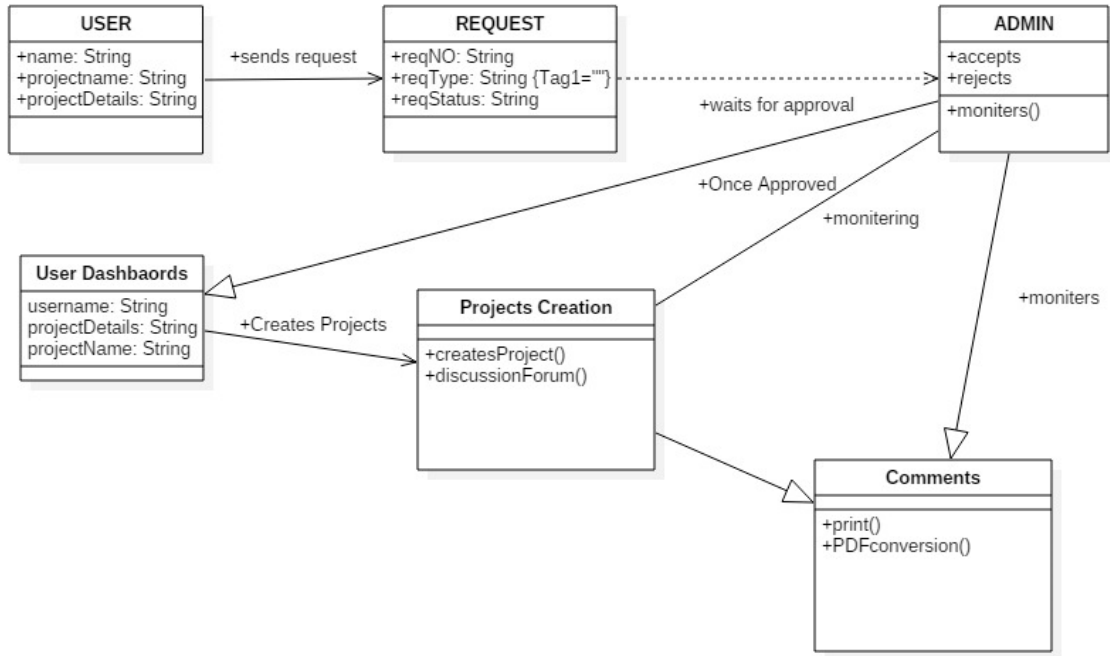 USER
+name: String
+projectname: String
+projectDetails: String
+sends request
REQUEST
+reqNO: String
+reqType: String {Tag1=""}
+reqStatus: String
ADMIN
+accepts
+rejects
+moniters()
+waits for approval
+Once Approved
+monitering
+moniters
User Dashbaords
username: String
projectDetails: String
projectName: String
+Creates Projects
Projects Creation
+createsProject()
+discussionForum()
Comments
+print()
+PDFconversion()